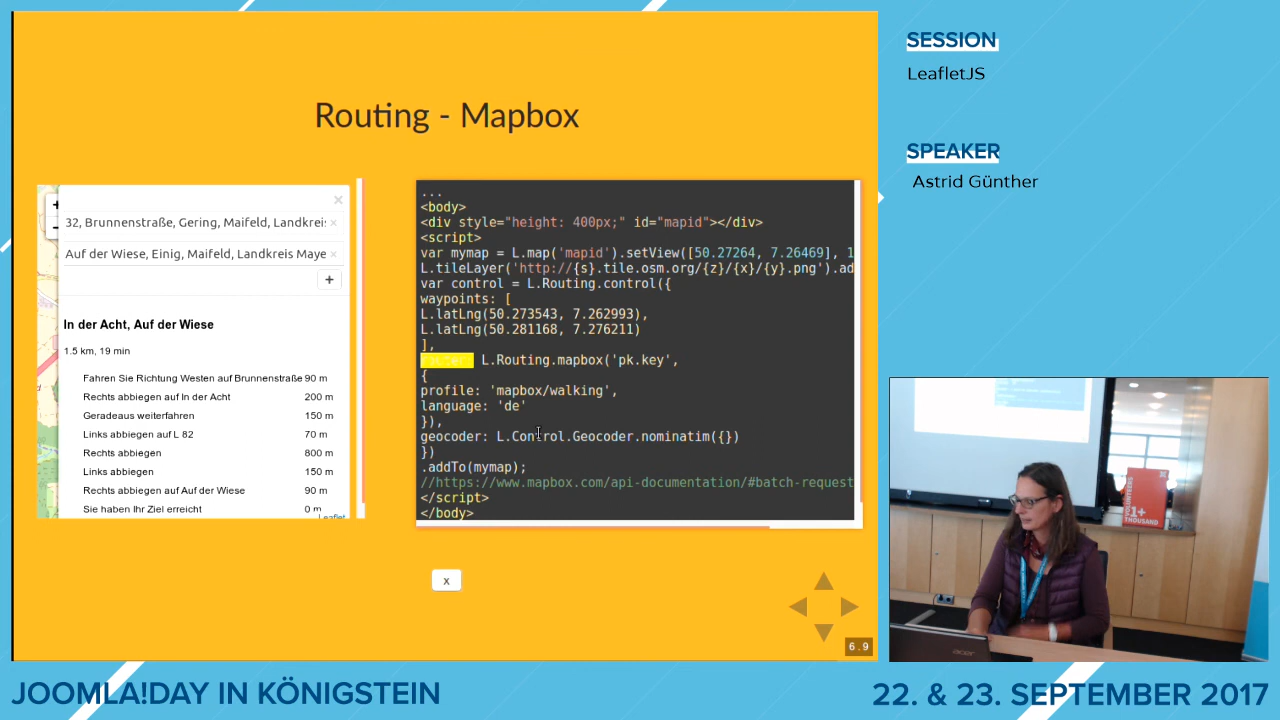 SESSION
LeafletJS
SPEAKER
Astrid Günther
Routing - Mapbox
+
-
×
32, Brunnenstraße, Gering, Maifeld, Landkreis ×
Auf der Wiese, Einig, Maifeld, Landkreis Maye ×
+
In der Acht, Auf der Wiese
1.5 km, 19 min
Fahren Sie Richtung Westen auf Brunnenstraße 90 m
Rechts abbiegen auf In der Acht 200 m
Geradeaus weiterfahren 150 m
Links abbiegen auf L 82 70 m
Rechts abbiegen 800 m
Links abbiegen 150 m
Rechts abbiegen auf Auf der Wiese 90 m
Sie haben Ihr Ziel erreicht 0 m
Leaflet
...
<body>
<div style="height: 400px;" id="mapid"></div>
<script>
var mymap = L.map('mapid').setView([50.27264, 7.26469], 1
L.tileLayer('http://{s}.tile.osm.org/{z}/{x}/{y}.png').ad
var control = L.Routing.control({
waypoints: [
L.latLng(50.273543, 7.262993),
L.latLng(50.281168, 7.276211)
],
router: L.Routing.mapbox('pk.key',
{
profile: 'mapbox/walking',
language: 'de'
}),
geocoder: L.Control.Geocoder.nominatim({})
})
.addTo(mymap);
//https://www.mapbox.com/api-documentation/#batch-request
</script>
</body>
x
6.9
VOLUNTEERS
1+
THOUSAND
acer
JOOMLA!DAY IN KÖNIGSTEIN
22. & 23. SEPTEMBER 2017